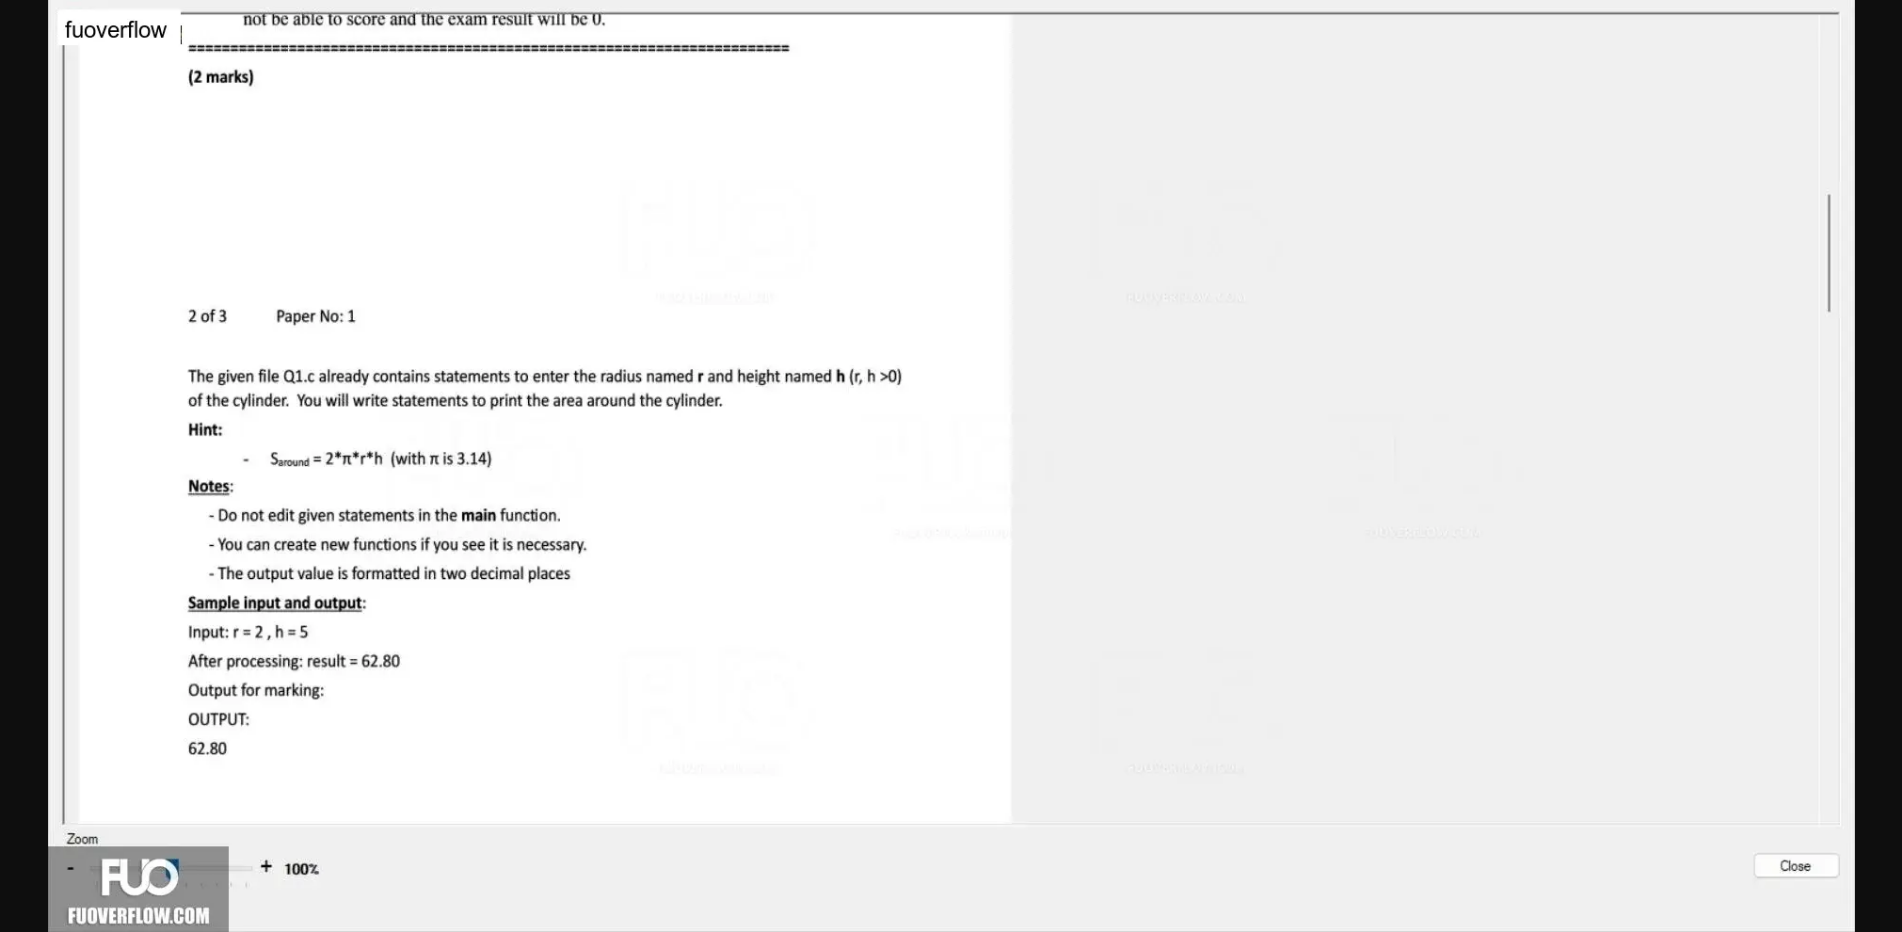 fuoverflow
not be able to score and the exam result will be 0.
========================================================================
(2 marks)
2 of 3 Paper No: 1
The given file Q1.c already contains statements to enter the radius named r and height named h (r, h >0)
of the cylinder. You will write statements to print the area around the cylinder.
Hint:
- Saround = 2*π*r*h (with π is 3.14)
Notes:
- Do not edit given statements in the main function.
- You can create new functions if you see it is necessary.
- The output value is formatted in two decimal places
Sample input and output:
Input: r = 2 , h = 5
After processing: result = 62.80
Output for marking:
OUTPUT:
62.80
Zoom
- + 100%
Close
FUO
FUOVERFLOW.COM